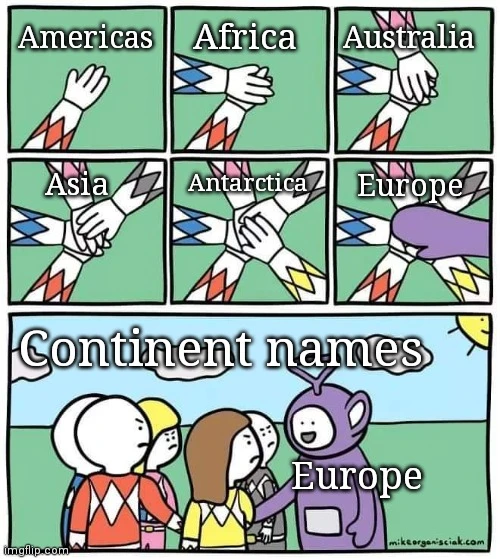 Americas
Africa
Australia
Asia
Antarctica
Europe
Continent names
Europe
mikeorganisciak.com
imgflip.com